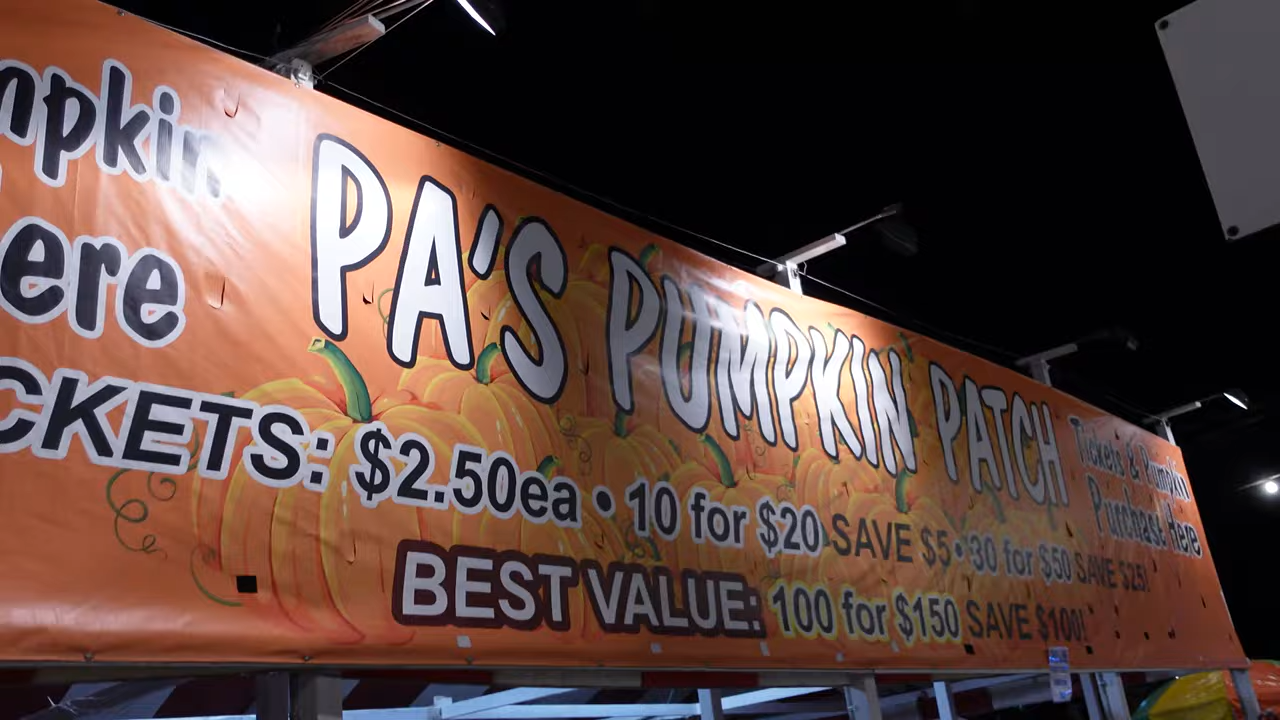 mpkin
ere
PA'S PUMPKIN PATCH
Tickets & Pumpkin
Purchase Here
CKETS: $2.50ea • 10 for $20 SAVE $5 • 30 for $50 SAVE $25!
BEST VALUE: 100 for $150 SAVE $100!